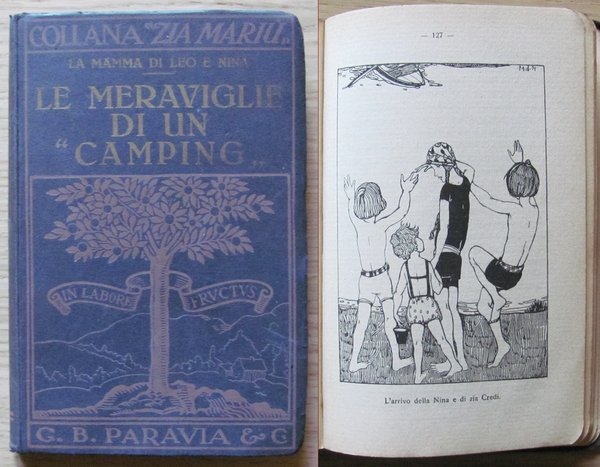 COLLANA "ZIA MARIÙ„
LA MAMMA DI LEO E NINA
LE MERAVIGLIE
DI UN
"CAMPING„
IN LABORE FRVCTVS
G. B. PARAVIA & C
— 127 —
L'arrivo della Nina e di zia Credi.